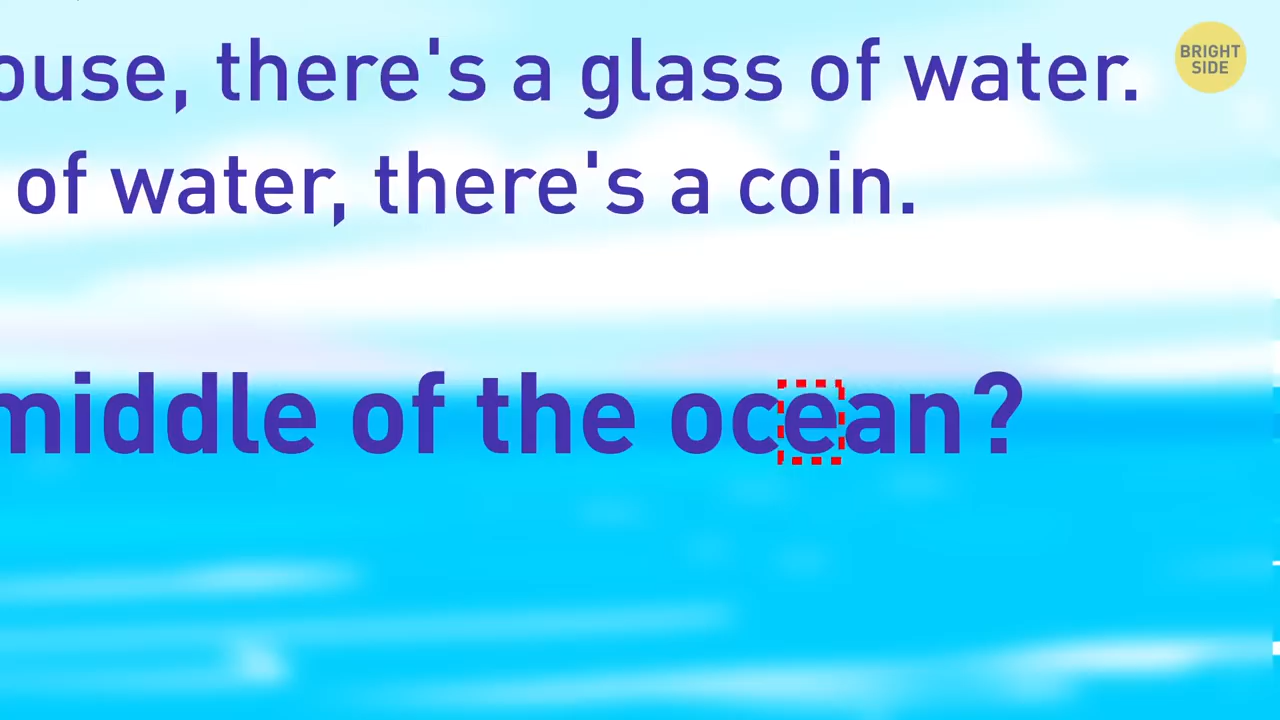 ouse, there's a glass of water.
BRIGHT
SIDE
of water, there's a coin.
middle of the ocean?